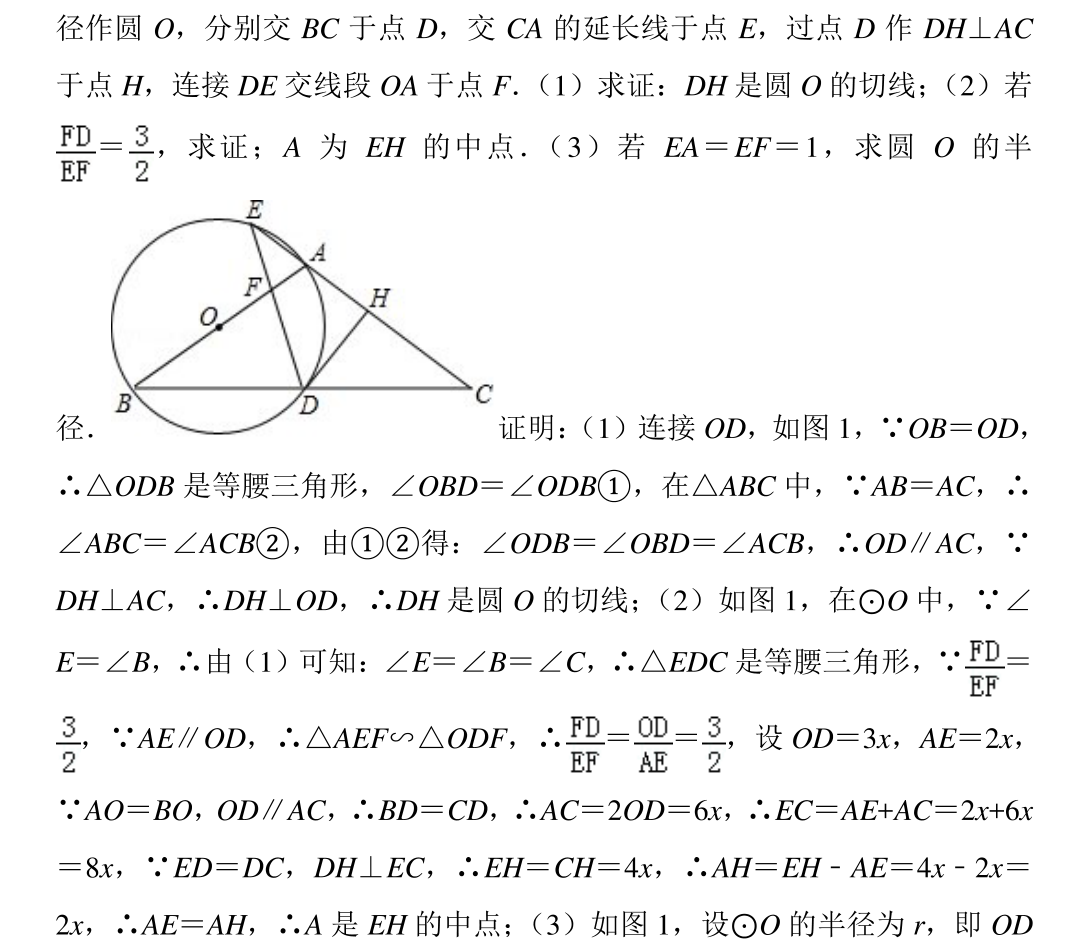 径作圆 O，分别交 BC 于点 D，交 CA 的延长线于点 E，过点 D 作 DH⊥AC
于点 H，连接 DE 交线段 OA 于点 F.（1）求证：DH 是圆 O 的切线；（2）若
FD/EF＝3/2，求证；A 为 EH 的中点.（3）若 EA＝EF＝1，求圆 O 的半
E
A
F
H
O
B
D
C
径.
证明：（1）连接 OD，如图 1，∵OB＝OD，
∴△ODB 是等腰三角形，∠OBD＝∠ODB①，在△ABC 中，∵AB＝AC，∴
∠ABC＝∠ACB②，由①②得：∠ODB＝∠OBD＝∠ACB，∴OD∥AC，∵
DH⊥AC，∴DH⊥OD，∴DH 是圆 O 的切线；（2）如图 1，在⊙O 中，∵∠
E＝∠B，∴由（1）可知：∠E＝∠B＝∠C，∴△EDC 是等腰三角形，∵FD/EF＝
3/2，∵AE∥OD，∴△AEF∽△ODF，∴FD/EF＝OD/AE＝3/2，设 OD＝3x，AE＝2x，
∵AO＝BO，OD∥AC，∴BD＝CD，∴AC＝2OD＝6x，∴EC＝AE+AC＝2x+6x
＝8x，∵ED＝DC，DH⊥EC，∴EH＝CH＝4x，∴AH＝EH﹣AE＝4x﹣2x＝
2x，∴AE＝AH，∴A 是 EH 的中点；（3）如图 1，设⊙O 的半径为 r，即 OD